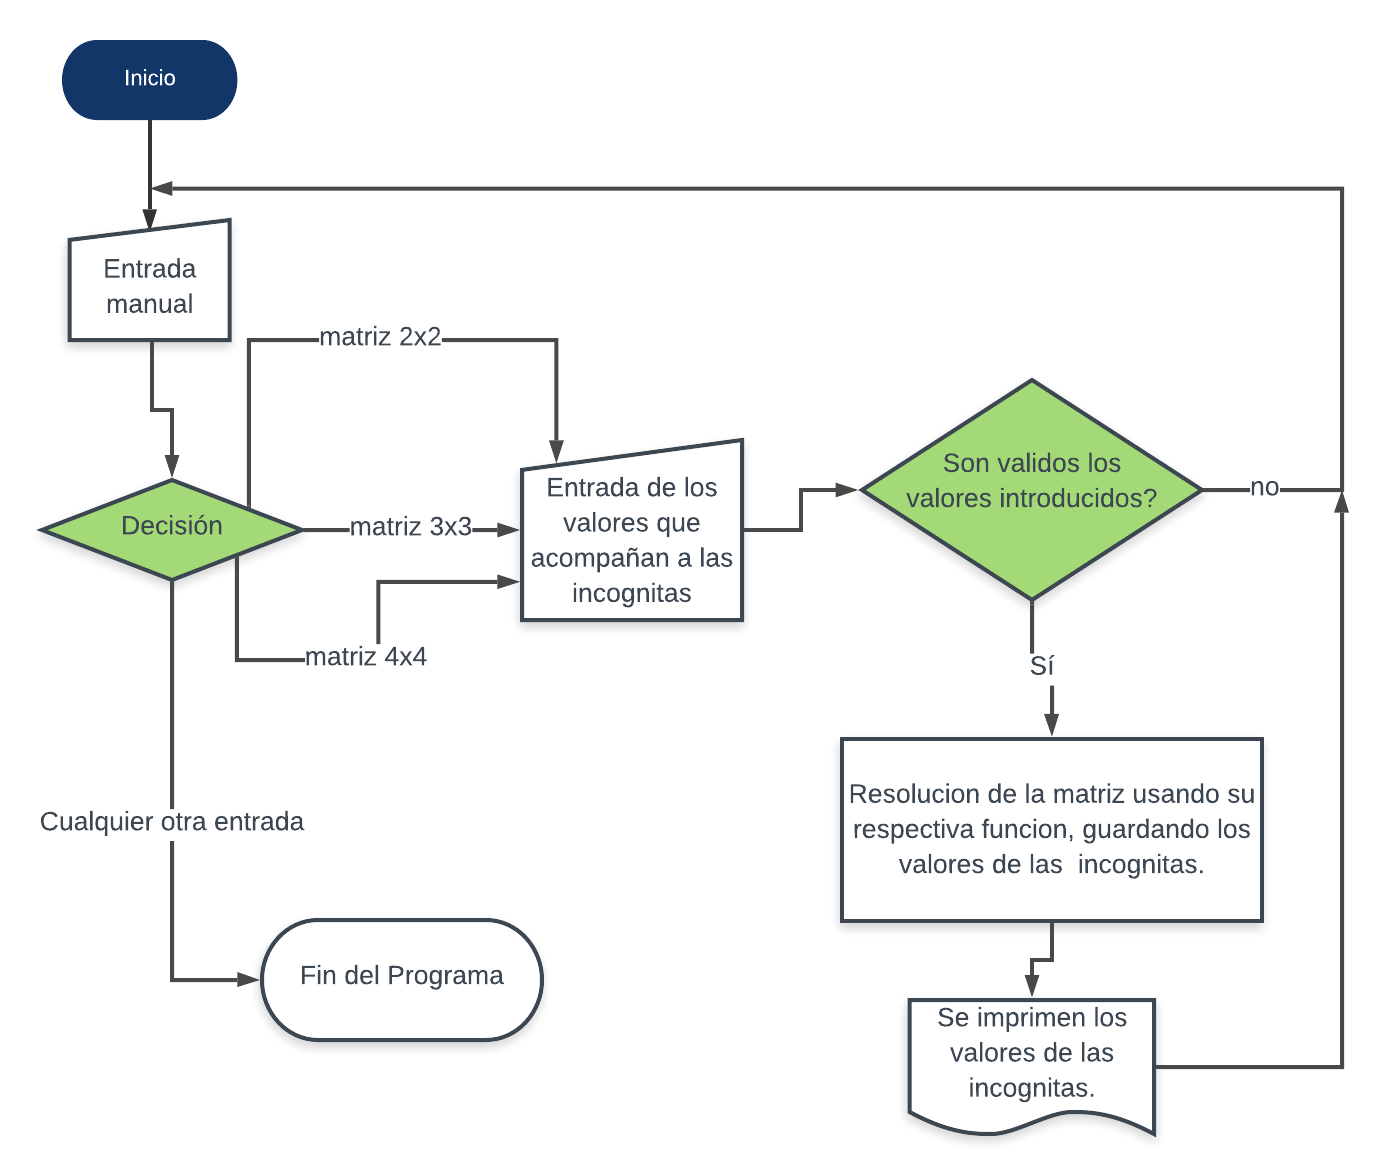 Inicio
Entrada
manual
matriz 2x2
Decisión
matriz 3x3
matriz 4x4
Entrada de los
valores que
acompañan a las
incognitas
Son validos los
valores introducidos?
no
Sí
Cualquier otra entrada
Resolucion de la matriz usando su
respectiva funcion, guardando los
valores de las  incognitas.
Fin del Programa
Se imprimen los
valores de las
incognitas.